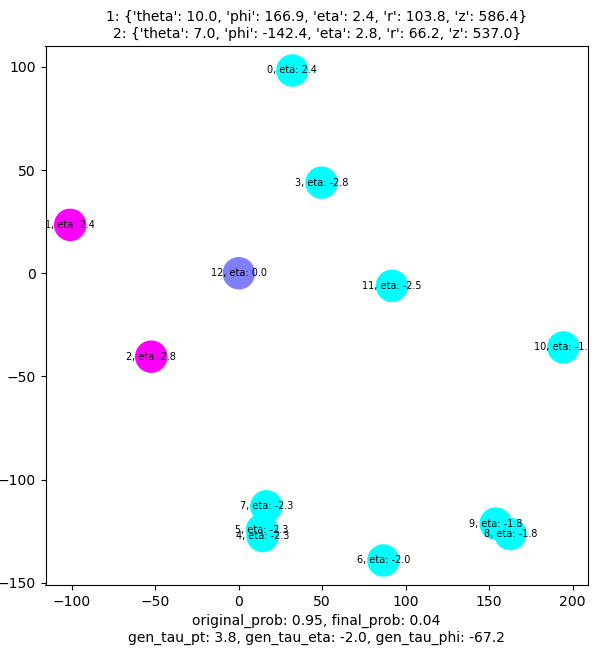 1: {'theta': 10.0, 'phi': 166.9, 'eta': 2.4, 'r': 103.8, 'z': 586.4}
2: {'theta': 7.0, 'phi': -142.4, 'eta': 2.8, 'r': 66.2, 'z': 537.0}
100
0, eta: 2.4
50
3, eta: -2.8
1, eta: 2.4
0
12, eta: 0.0
11, eta: -2.5
10, eta: -1.
2, eta: 2.8
−50
−100
7, eta: -2.3
5, eta: -2.3
4, eta: -2.3
9, eta: -1.8
8, eta: -1.8
6, eta: -2.0
−150
−100
−50
0
50
100
150
200
original_prob: 0.95, final_prob: 0.04
gen_tau_pt: 3.8, gen_tau_eta: -2.0, gen_tau_phi: -67.2